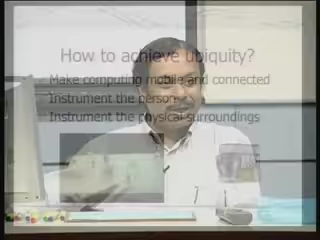 How to achieve ubiquity?
Make computing mobile and connected
Instrument the person
Instrument the physical surroundings